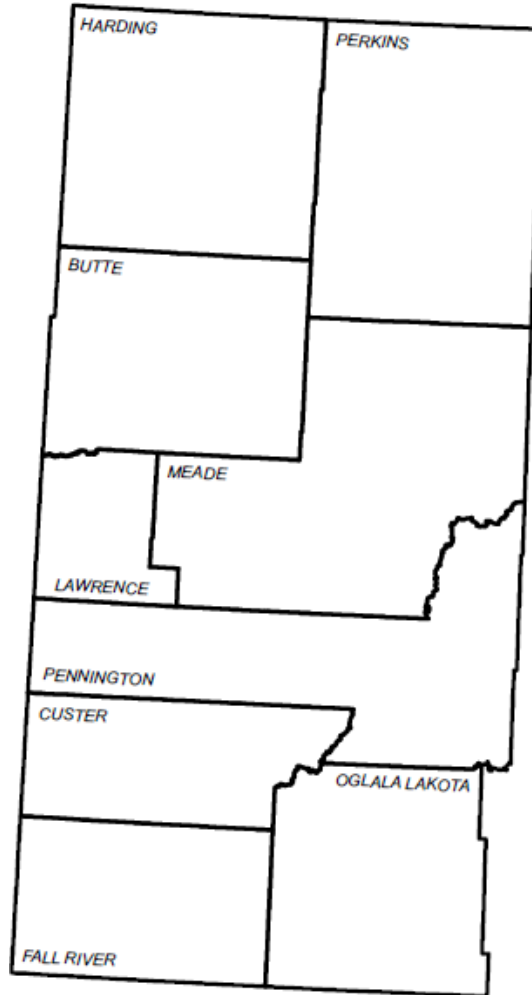 HARDING
PERKINS
BUTTE
MEADE
LAWRENCE
PENNINGTON
CUSTER
OGLALA LAKOTA
FALL RIVER